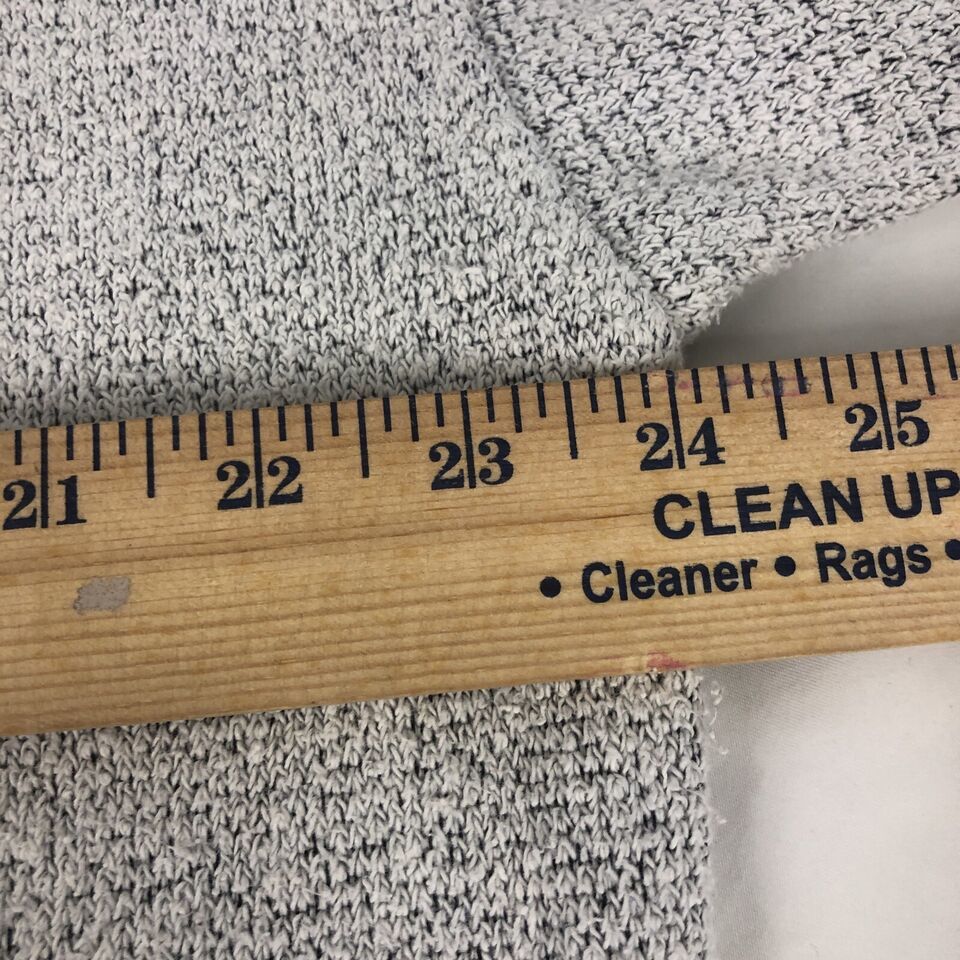 21 22 23 24 25
CLEAN UP
• Cleaner • Rags •